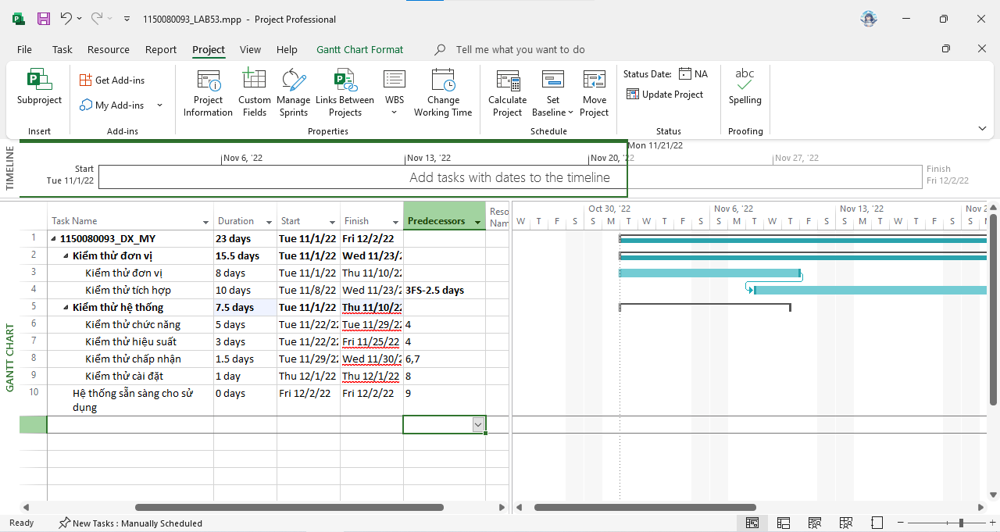 1150080093_LAB53.mpp - Project Professional
File Task Resource Report Project View Help Gantt Chart Format Tell me what you want to do
Subproject
Insert
Get Add-ins
My Add-ins
Add-ins
Project Information
Custom Fields
Manage Sprints
Links Between Projects
WBS
Change Working Time
Properties
Calculate Project
Set Baseline
Move Project
Schedule
Status Date: NA
Update Project
Status
abc
Spelling
Proofing
TIMELINE
Mon 11/21/22
Nov 6, '22 Nov 13, '22 Nov 20, '22 Nov 27, '22
Start
Tue 11/1/22
Add tasks with dates to the timeline
Finish
Fri 12/2/22
GANTT CHART
Task Name Duration Start Finish Predecessors Reso Nam
Oct 30, '22 Nov 6, '22 Nov 13, '22 Nov 2
W T F S S M T W T F S S M T W T F S S M T W T F S S M
1 1150080093_DX_MY 23 days Tue 11/1/22 Fri 12/2/22
2 Kiểm thử đơn vị 15.5 days Tue 11/1/22 Wed 11/23/2
3 Kiểm thử đơn vị 8 days Tue 11/1/22 Thu 11/10/2
4 Kiểm thử tích hợp 10 days Tue 11/8/22 Wed 11/23/2 3FS-2.5 days
5 Kiểm thử hệ thống 7.5 days Tue 11/1/22 Thu 11/10/2
6 Kiểm thử chức năng 5 days Tue 11/22/22 Tue 11/29/2 4
7 Kiểm thử hiệu suất 3 days Tue 11/22/22 Fri 11/25/22 4
8 Kiểm thử chấp nhận 1.5 days Tue 11/29/22 Wed 11/30/2 6,7
9 Kiểm thử cài đặt 1 day Thu 12/1/22 Thu 12/1/22 8
10 Hệ thống sẵn sàng cho sử dụng 0 days Fri 12/2/22 Fri 12/2/22 9
Ready New Tasks : Manually Scheduled